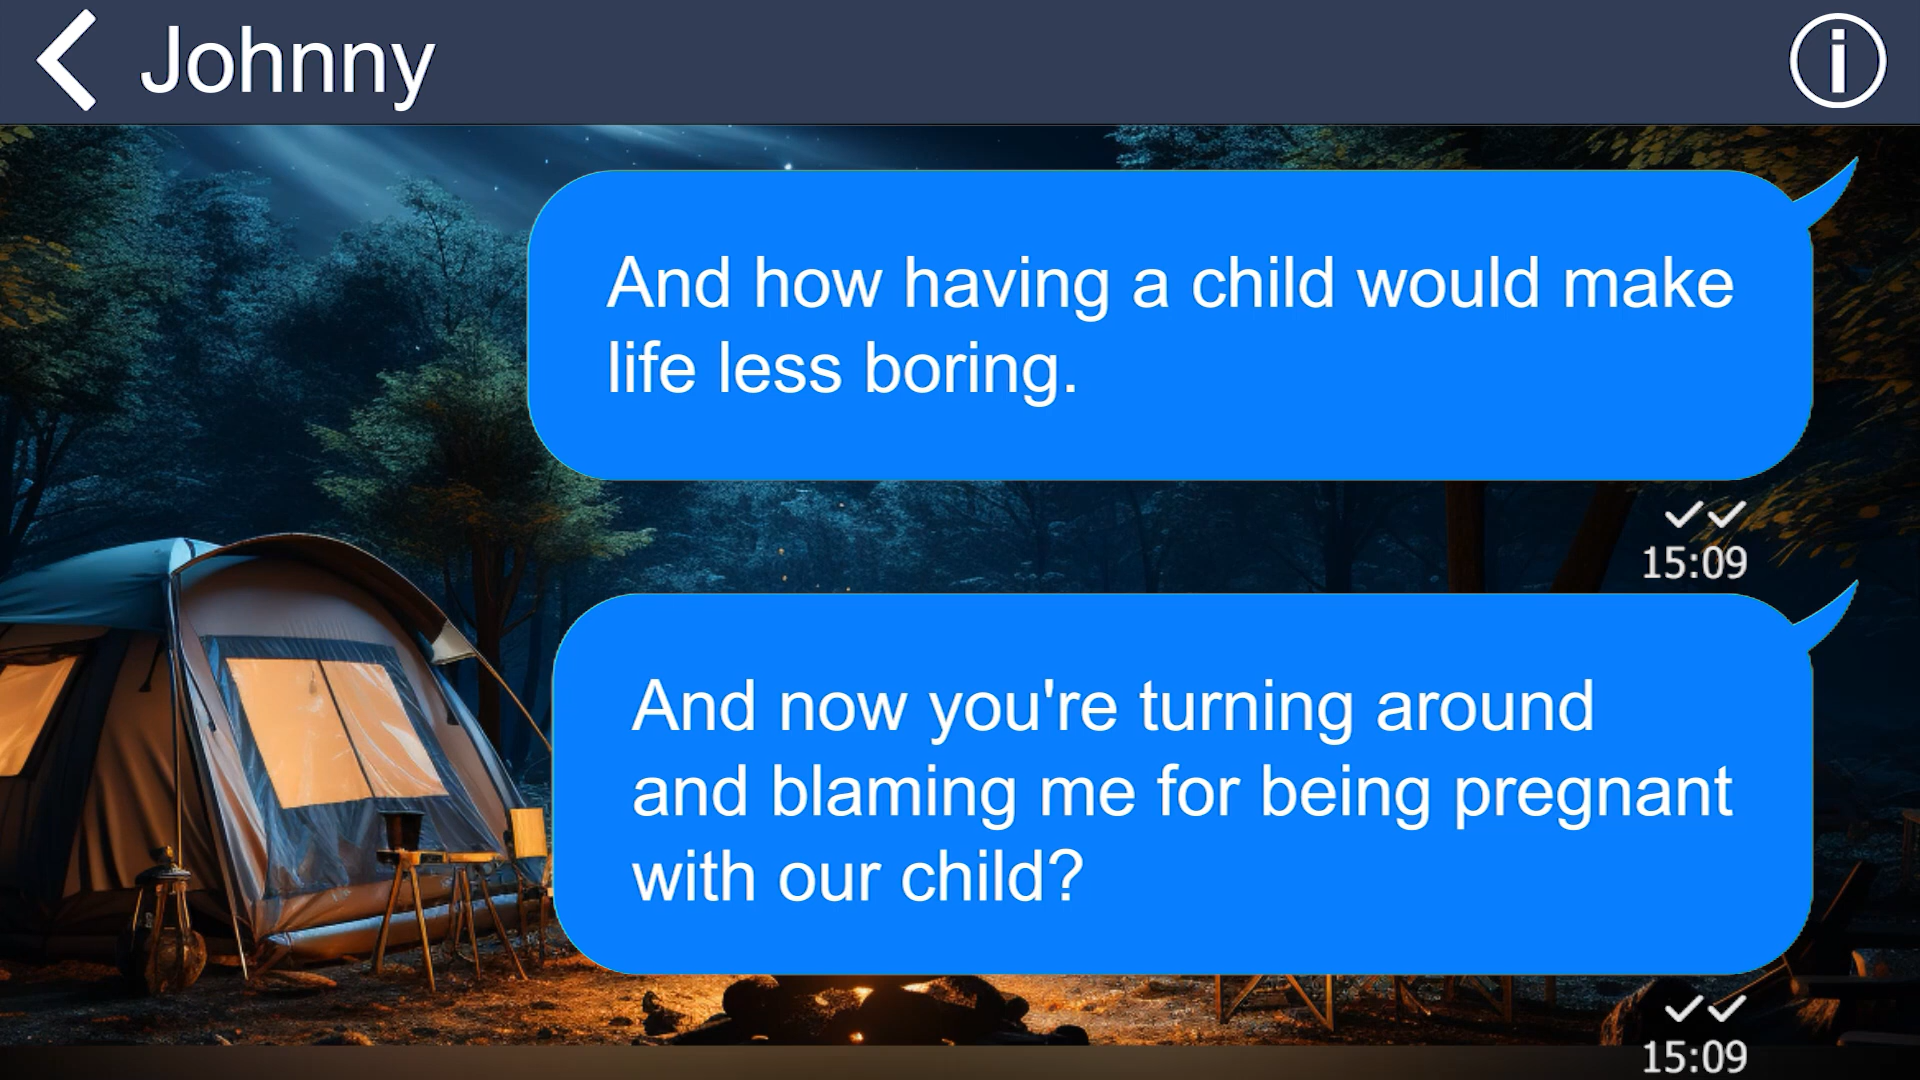 Johnny
And how having a child would make
life less boring.
15:09
And now you're turning around
and blaming me for being pregnant
with our child?
15:09